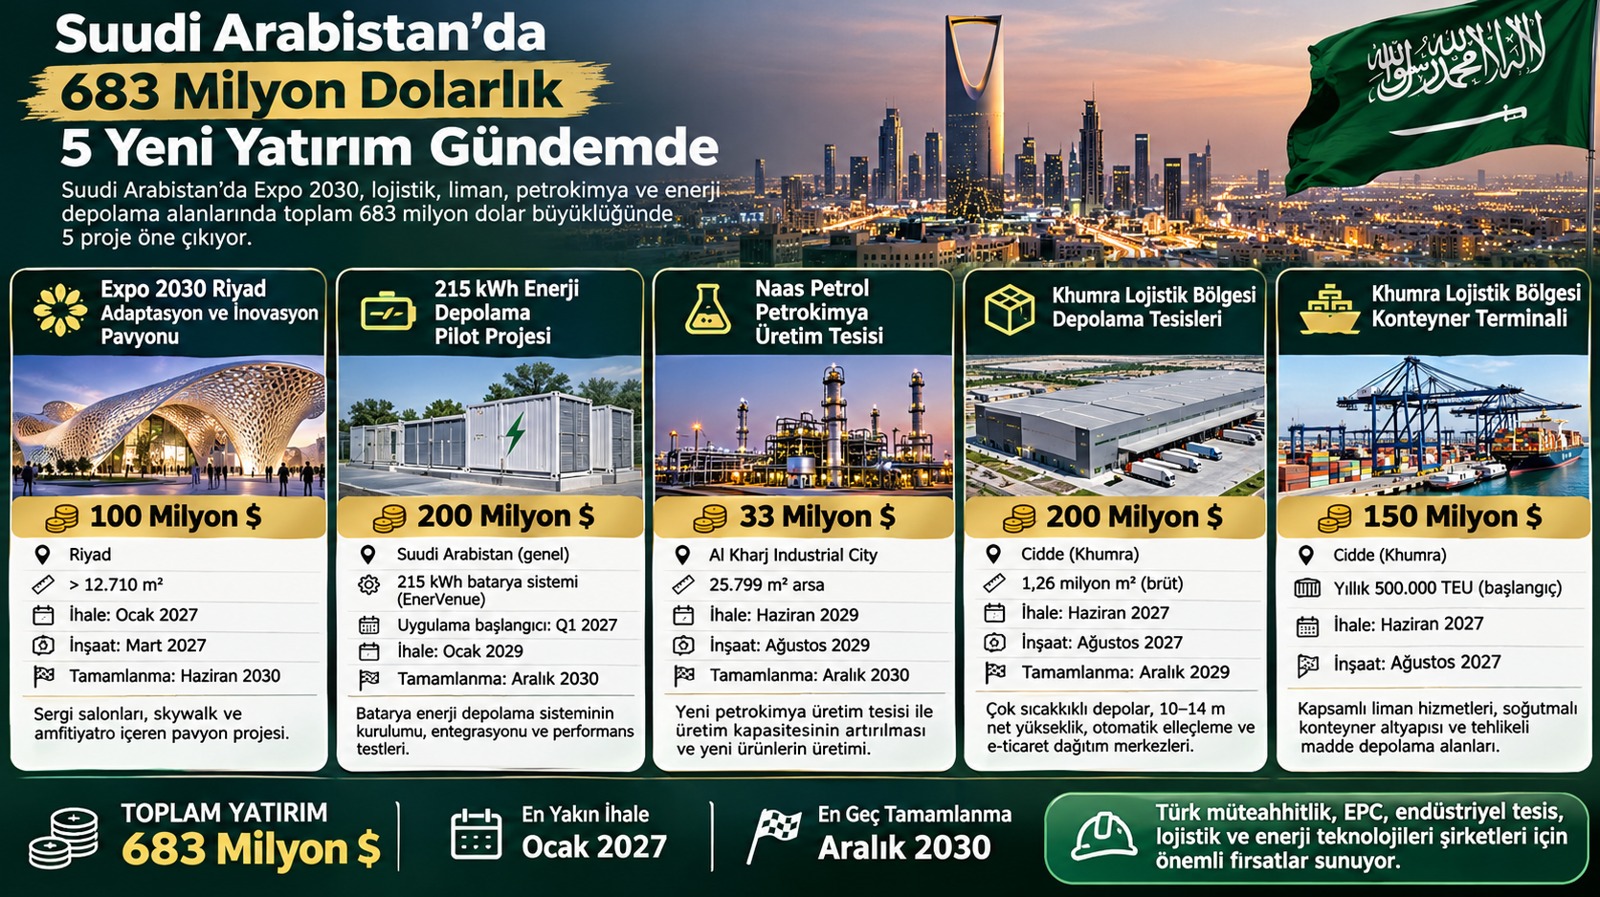 Suudi Arabistan'da
683 Milyon Dolarlık
5 Yeni Yatırım Gündemde
Suudi Arabistan'da Expo 2030, lojistik, liman, petrokimya ve enerji
depolama alanlarında toplam 683 milyon dolar büyüklüğünde
5 proje öne çıkıyor.
لا إله إلا الله محمد رسول الله
Expo 2030 Riyad
Adaptasyon ve İnovasyon
Pavyonu
100 Milyon $
Riyad
> 12.710 m²
İhale: Ocak 2027
İnşaat: Mart 2027
Tamamlanma: Haziran 2030
Sergi salonları, skywalk ve
amfitiyatro içeren pavyon projesi.
215 kWh Enerji
Depolama
Pilot Projesi
200 Milyon $
Suudi Arabistan (genel)
215 kWh batarya sistemi
(EnerVenue)
Uygulama başlangıcı: Q1 2027
İhale: Ocak 2029
Tamamlanma: Aralık 2030
Batarya enerji depolama sisteminin
kurulumu, entegrasyonu ve performans
testleri.
Naas Petrol
Petrokimya
Üretim Tesisi
33 Milyon $
Al Kharj Industrial City
25.799 m² arsa
İhale: Haziran 2029
İnşaat: Ağustos 2029
Tamamlanma: Aralık 2030
Yeni petrokimya üretim tesisi ile
üretim kapasitesinin artırılması
ve yeni ürünlerin üretimi.
Khumra Lojistik Bölgesi
Depolama Tesisleri
200 Milyon $
Cidde (Khumra)
1,26 milyon m² (brüt)
İhale: Haziran 2027
İnşaat: Ağustos 2027
Tamamlanma: Aralık 2029
Çok sıcakkıklı depolar, 10–14 m
net yükseklik, otomatik elleçleme ve
e-ticaret dağıtım merkezleri.
Khumra Lojistik Bölgesi
Konteyner Terminali
150 Milyon $
Cidde (Khumra)
Yıllık 500.000 TEU (başlangıç)
İhale: Haziran 2027
İnşaat: Ağustos 2027
Kapsamlı liman hizmetleri, soğutmalı
konteyner altyapısı ve tehlikeli
madde depolama alanları.
TOPLAM YATIRIM
683 Milyon $
En Yakın İhale
Ocak 2027
En Geç Tamamlanma
Aralık 2030
Türk müteahhitlik, EPC, endüstriyel tesis,
lojistik ve enerji teknolojileri şirketleri için
önemli fırsatlar sunuyor.